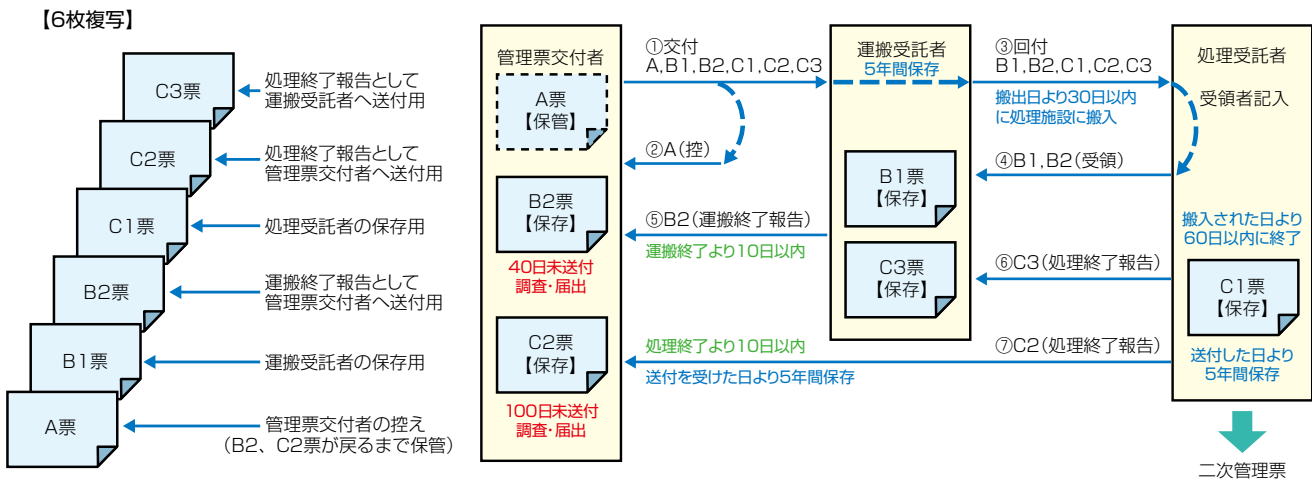 【6枚複写】
C3票
処理終了報告として
運搬受託者へ送付用
C2票
処理終了報告として
管理票交付者へ送付用
C1票
処理受託者の保存用
B2票
運搬終了報告として
管理票交付者へ送付用
B1票
運搬受託者の保存用
A票
管理票交付者の控え
（B2、C2票が戻るまで保管）
管理票交付者
A票
【保管】
B2票
【保存】
40日未送付
調査・届出
C2票
【保存】
100日未送付
調査・届出
①交付
A,B1,B2,C1,C2,C3
②A（控）
⑤B2（運搬終了報告）
運搬終了より10日以内
処理終了より10日以内
送付を受けた日より5年間保存
運搬受託者
5年間保存
B1票
【保存】
C3票
【保存】
③回付
B1,B2,C1,C2,C3
搬出日より30日以内
に処理施設に搬入
④B1,B2（受領）
⑥C3（処理終了報告）
⑦C2（処理終了報告）
処理受託者
受領者記入
搬入された日より
60日以内に終了
C1票
【保存】
送付した日より
5年間保存
二次管理票